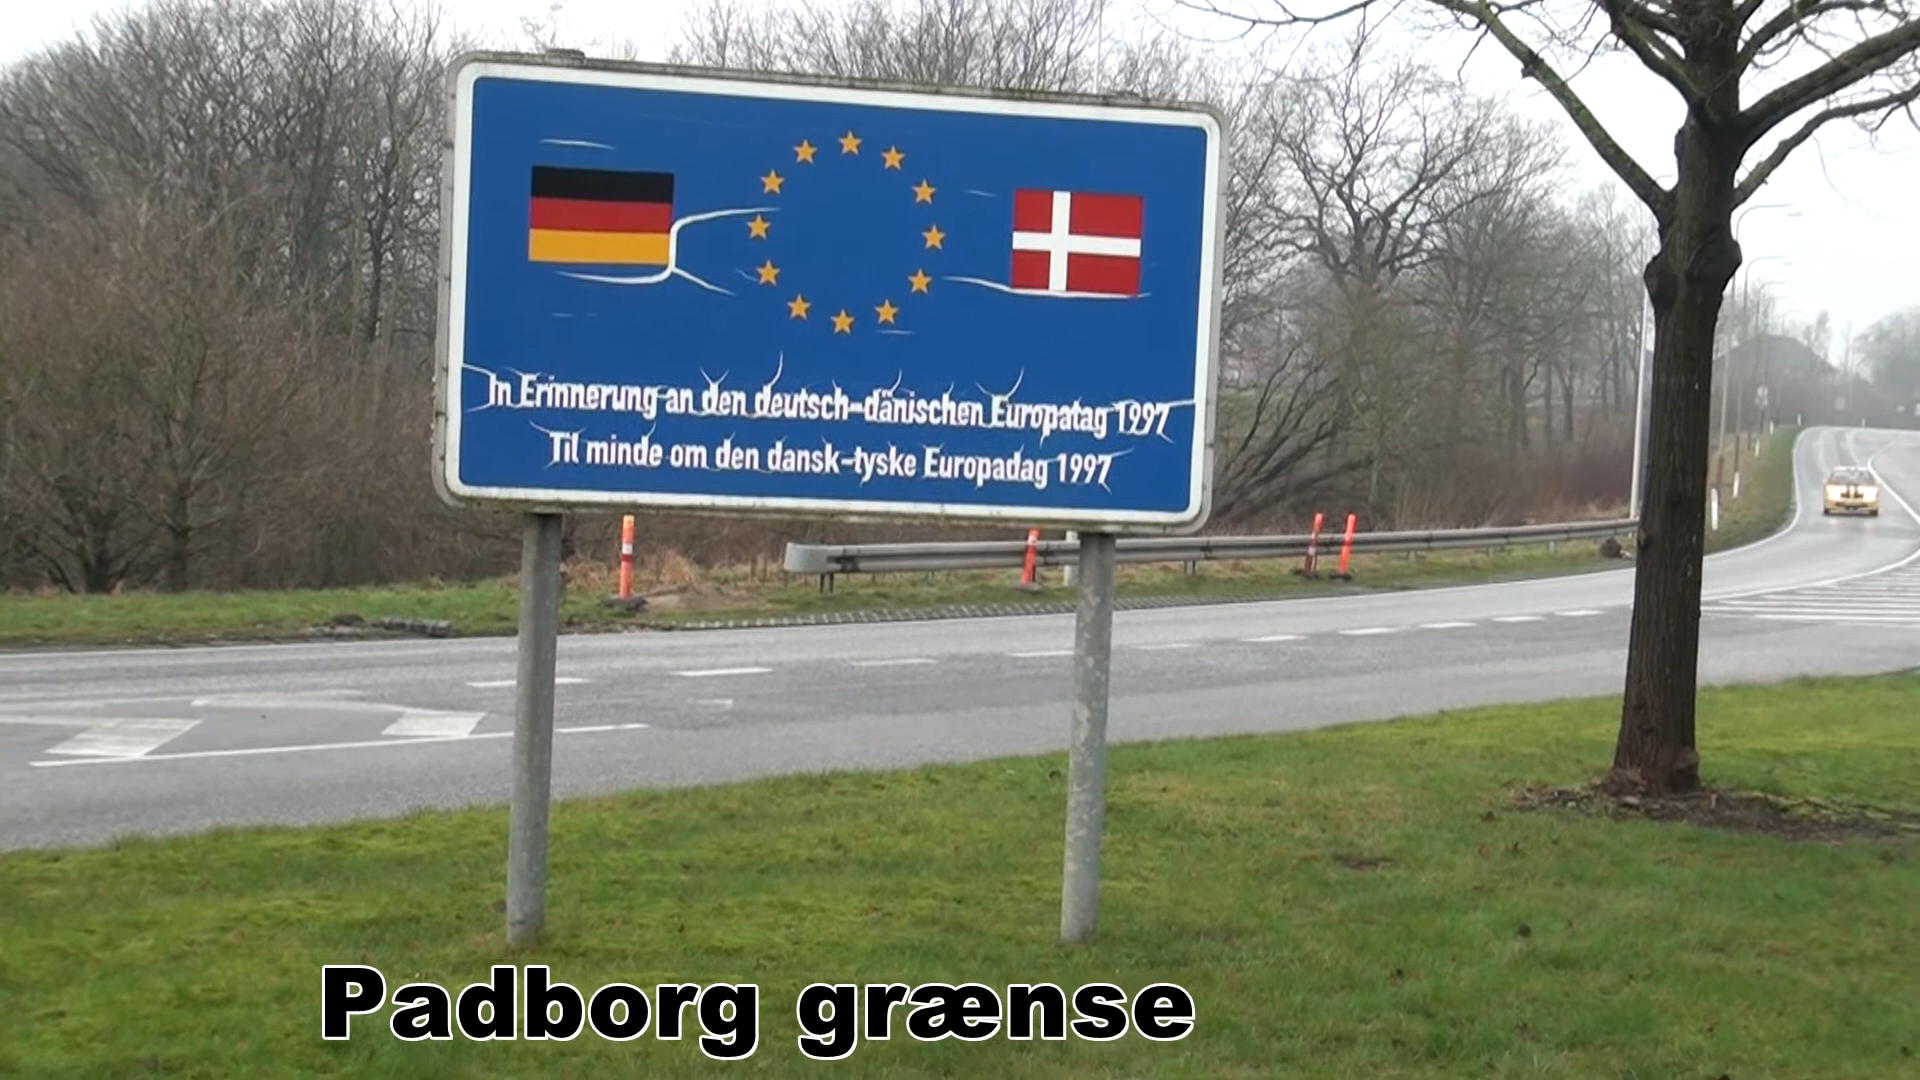 In Erinnerung an den deutsch-dänischen Europatag 1997
Til minde om den dansk-tyske Europadag 1997
Padborg grænse